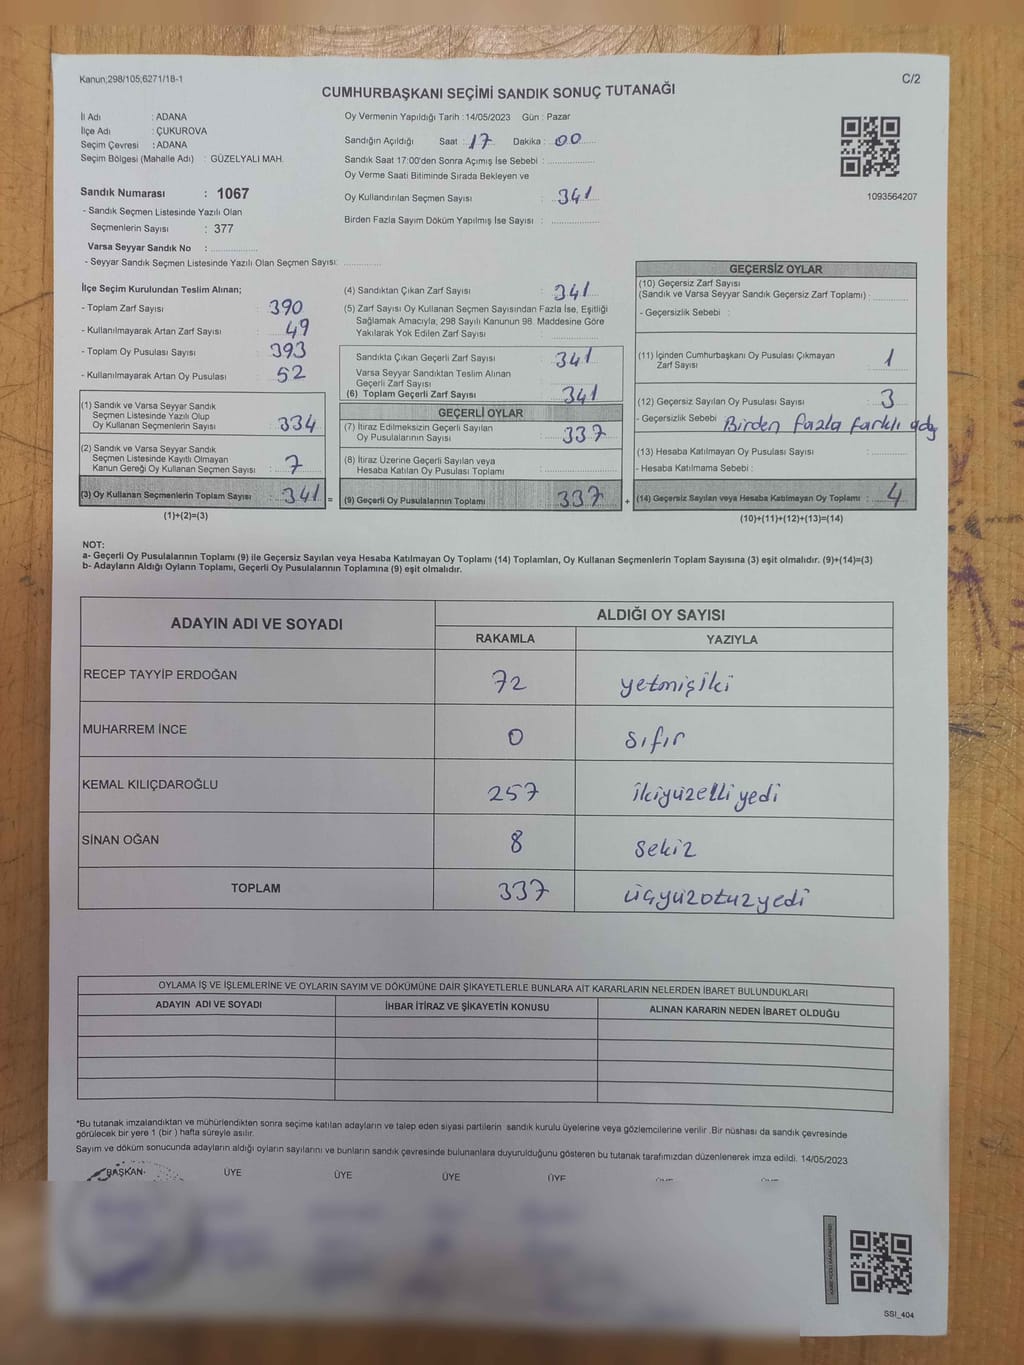 Kanun;298/105;6271/18-1
C/2
CUMHURBAŞKANI SEÇİMİ SANDIK SONUÇ TUTANAĞI
İl Adı : ADANA
İlçe Adı : ÇUKUROVA
Seçim Çevresi : ADANA
Seçim Bölgesi (Mahalle Adı) : GÜZELYALI MAH.
Sandık Numarası : 1067
- Sandık Seçmen Listesinde Yazılı Olan
Seçmenlerin Sayısı : 377
Varsa Seyyar Sandık No :
- Seyyar Sandık Seçmen Listesinde Yazılı Olan Seçmen Sayısı:
Oy Vermenin Yapıldığı Tarih : 14/05/2023 Gün : Pazar
Sandığın Açıldığı Saat : 17 Dakika : 00
Sandık Saat 17:00'den Sonra Açımış İse Sebebi :
Oy Verme Saati Bitiminde Sırada Bekleyen ve
Oy Kullandırılan Seçmen Sayısı : 341
Birden Fazla Sayım Döküm Yapılmış İse Sayısı :
1093564207
İlçe Seçim Kurulundan Teslim Alınan;
- Toplam Zarf Sayısı : 390
- Kullanılmayarak Artan Zarf Sayısı : 49
- Toplam Oy Pusulası Sayısı : 393
- Kullanılmayarak Artan Oy Pusulası : 52
(1) Sandık ve Varsa Seyyar Sandık
Seçmen Listesinde Yazılı Olup
Oy Kullanan Seçmenlerin Sayısı : 334
(2) Sandık ve Varsa Seyyar Sandık
Seçmen Listesinde Kayıtlı Olmayan
Kanun Gereği Oy Kullanan Seçmen Sayısı : 7
(3) Oy Kullanan Seçmenlerin Toplam Sayısı : 341 =
(1)+(2)=(3)
(4) Sandıktan Çıkan Zarf Sayısı : 341
(5) Zarf Sayısı Oy Kullanan Seçmen Sayısından Fazla İse, Eşitliği
Sağlamak Amacıyla; 298 Sayılı Kanunun 98. Maddesine Göre
Yakılarak Yok Edilen Zarf Sayısı :
Sandıkta Çıkan Geçerli Zarf Sayısı : 341
Varsa Seyyar Sandıktan Teslim Alınan
Geçerli Zarf Sayısı :
(6) Toplam Geçerli Zarf Sayısı : 341
GEÇERLİ OYLAR
(7) İtiraz Edilmeksizin Geçerli Sayılan
Oy Pusulalarının Sayısı : 337
(8) İtiraz Üzerine Geçerli Sayılan veya
Hesaba Katılan Oy Pusulası Toplamı :
(9) Geçerli Oy Pusulalarının Toplamı : 337 +
GEÇERSİZ OYLAR
(10) Geçersiz Zarf Sayısı
(Sandık ve Varsa Seyyar Sandık Geçersiz Zarf Toplamı) :
- Geçersizlik Sebebi :
(11) İçinden Cumhurbaşkanı Oy Pusulası Çıkmayan
Zarf Sayısı : 1
(12) Geçersiz Sayılan Oy Pusulası Sayısı : 3
- Geçersizlik Sebebi : Birden fazla farklı aday
(13) Hesaba Katılmayan Oy Pusulası Sayısı :
- Hesaba Katılmama Sebebi :
(14) Geçersiz Sayılan veya Hesaba Katılmayan Oy Toplamı : 4
(10)+(11)+(12)+(13)=(14)
NOT:
a- Geçerli Oy Pusulalarının Toplamı (9) ile Geçersiz Sayılan veya Hesaba Katılmayan Oy Toplamı (14) Toplamları, Oy Kullanan Seçmenlerin Toplam Sayısına (3) eşit olmalıdır. (9)+(14)=(3)
b- Adayların Aldığı Oyların Toplamı, Geçerli Oy Pusulalarının Toplamına (9) eşit olmalıdır.
ADAYIN ADI VE SOYADI
ALDIĞI OY SAYISI
RAKAMLA YAZIYLA
RECEP TAYYİP ERDOĞAN 72 yetmişiki
MUHARREM İNCE 0 sıfır
KEMAL KILIÇDAROĞLU 257 ikiyüzelliyedi
SİNAN OĞAN 8 sekiz
TOPLAM 337 üçyüzotuzyedi
OYLAMA İŞ VE İŞLEMLERİNE VE OYLARIN SAYIM VE DÖKÜMÜNE DAİR ŞİKAYETLERLE BUNLARA AİT KARARLARIN NELERDEN İBARET BULUNDUKLARI
ADAYIN ADI VE SOYADI İHBAR İTİRAZ VE ŞİKAYETİN KONUSU ALINAN KARARIN NEDEN İBARET OLDUĞU
*Bu tutanak imzalandıktan ve mühürlendikten sonra seçime katılan adayların ve talep eden siyasi partilerin sandık kurulu üyelerine veya gözlemcilerine verilir .Bir nüshası da sandık çevresinde
görülecek bir yere 1 (bir ) hafta süreyle asılır.
Sayım ve döküm sonucunda adayların aldığı oyların sayılarını ve bunların sandık çevresinde bulunanlara duyurulduğunu gösteren bu tutanak tarafımızdan düzenlenerek imza edildi. 14/05/2023
BAŞKAN ÜYE ÜYE ÜYE ÜYE
SSI_404